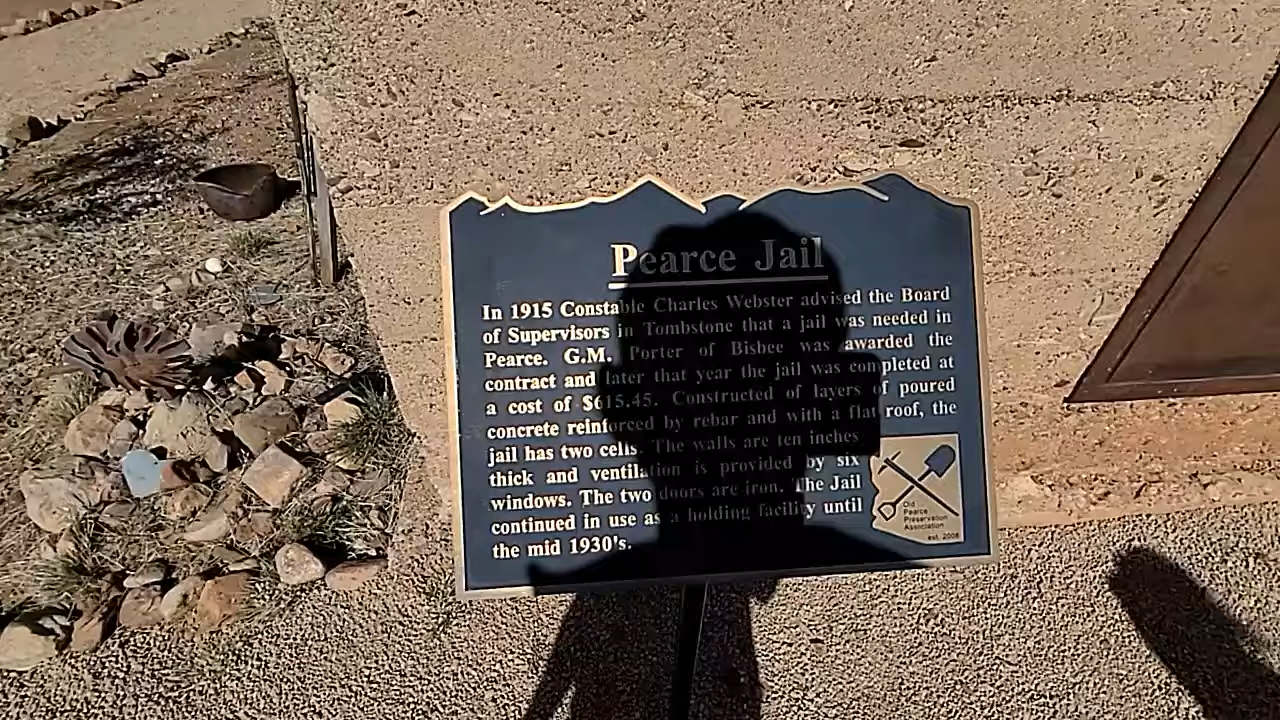 Pearce Jail
In 1915 Constable Charles Webster advised the Board
of Supervisors in Tombstone that a jail was needed in
Pearce. G.M. Porter of Bisbee was awarded the
contract and later that year the jail was completed at
a cost of $615.45. Constructed of layers of poured
concrete reinforced by rebar and with a flat roof, the
jail has two cells. The walls are ten inches
thick and ventilation is provided by six
windows. The two doors are iron. The Jail
continued in use as a holding facility until
the mid 1930's.
Old
Pearce
Preservation
Association
est. 2008